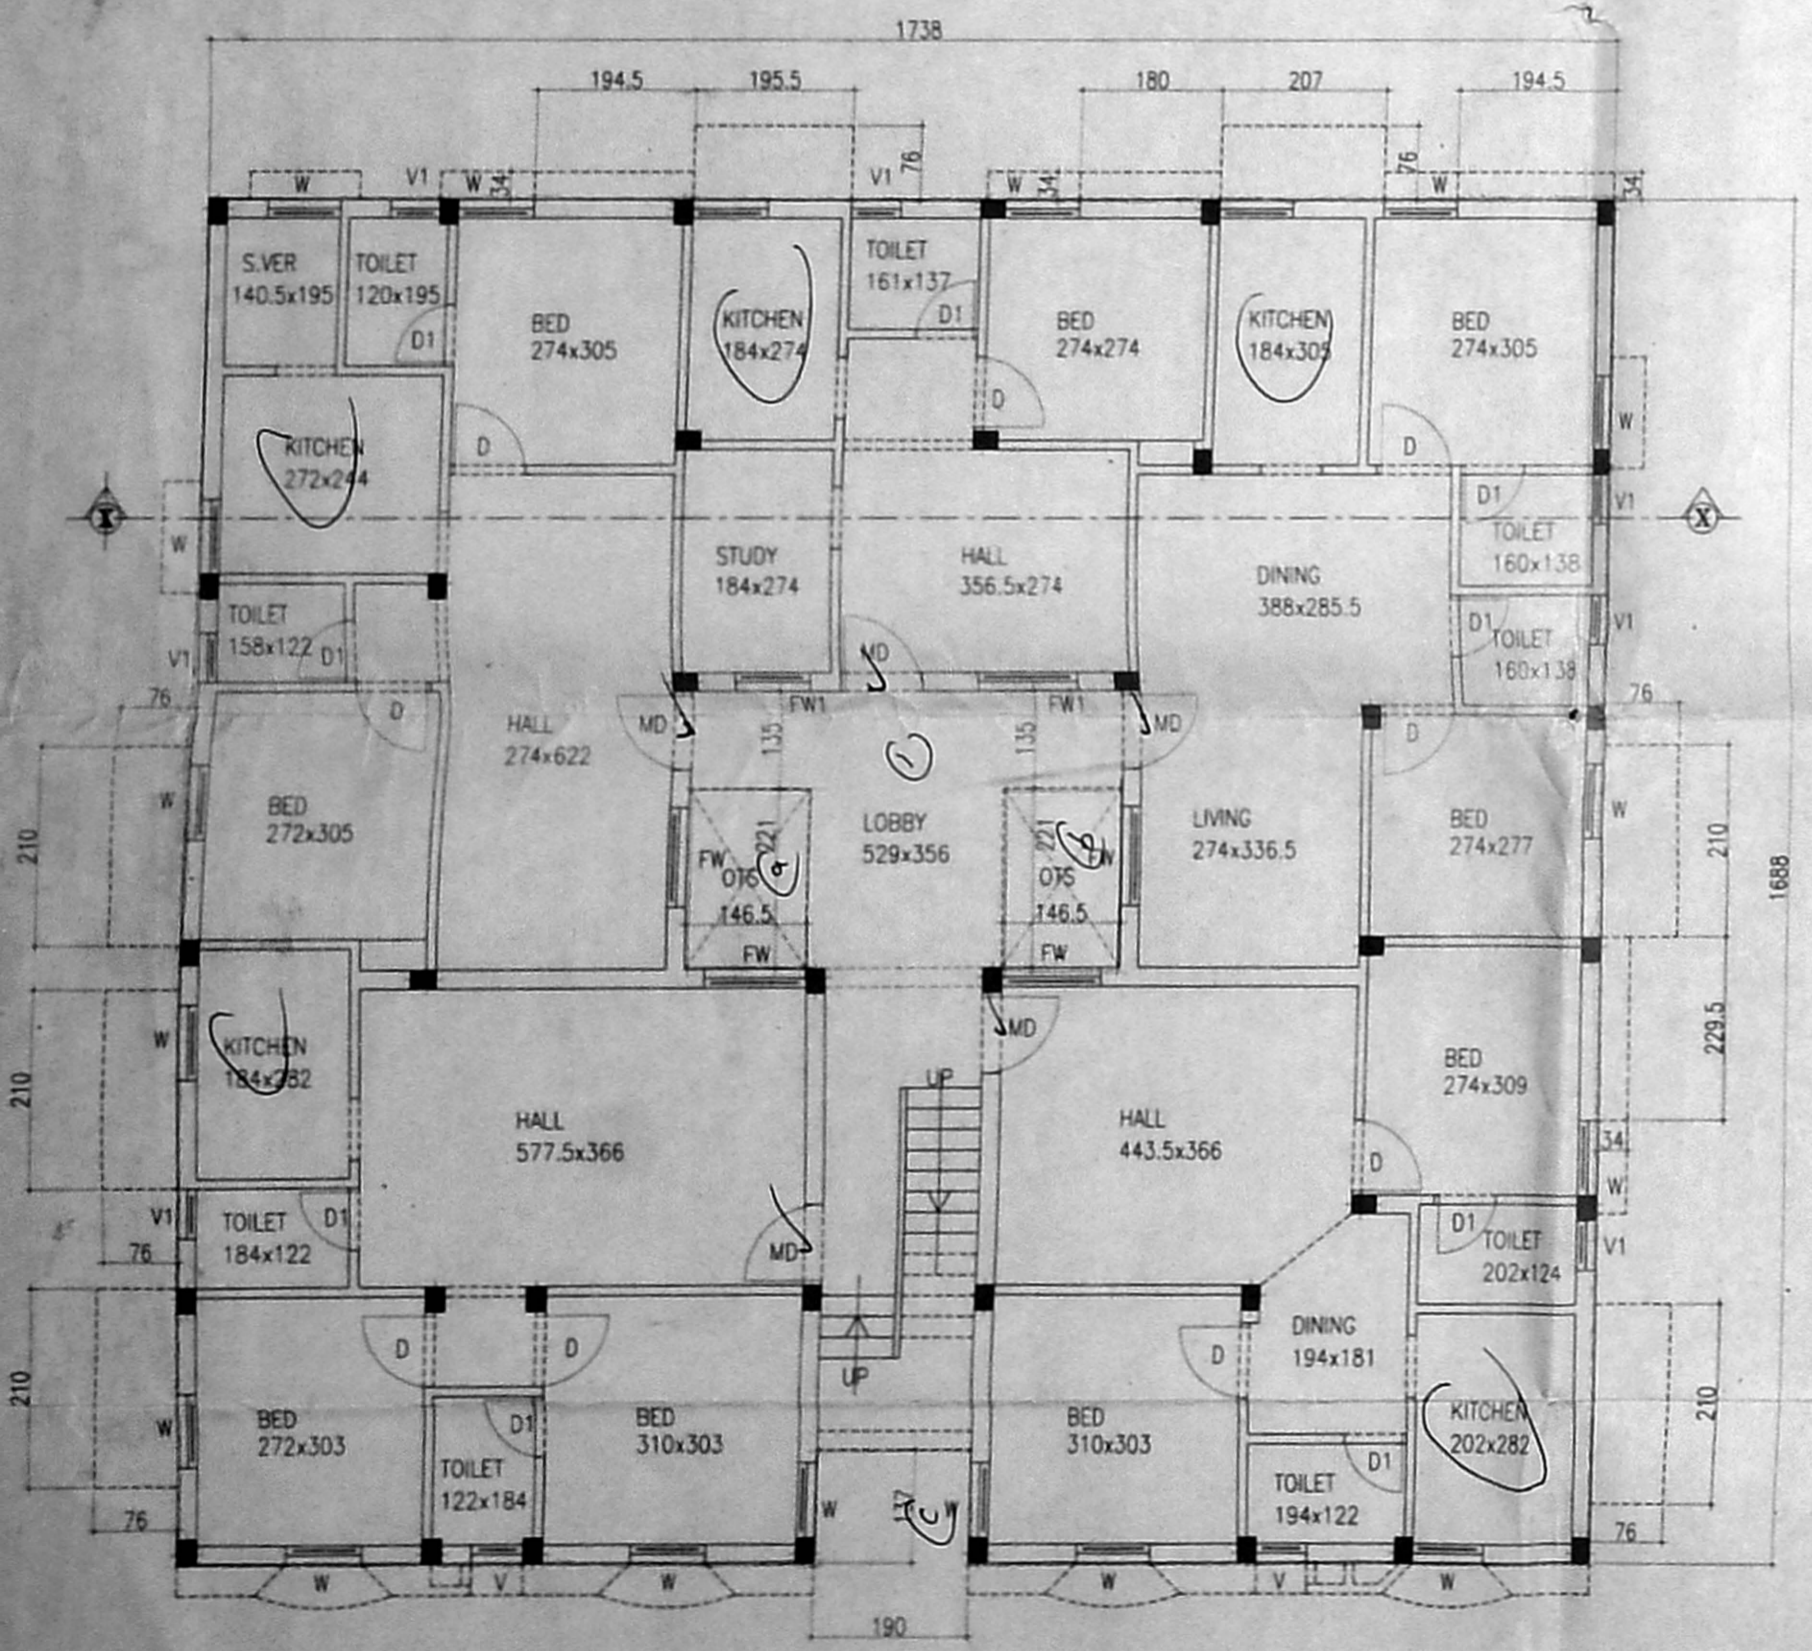 1738
194.5 195.5 180 207 194.5
76 76
W V1 W 34 V1 W 34 W 34
S.VER
140.5x195
TOILET
120x195
D1
BED
274x305
KITCHEN
184x274
TOILET
161x137
D1
BED
274x274
D
KITCHEN
184x305
BED
274x305
D
W
KITCHEN
272x244
D
X
X
W
D1
TOILET
160x138
V1
STUDY
184x274
HALL
356.5x274
DINING
388x285.5
TOILET
158x122
D1
V1
D1
TOILET
160x138
V1
76
MD
76
D
HALL
274x622
MD
FW1
FW1
135
135
1
MD
D
BED
272x305
W
210
FW
221
OTS
a
146.5
FW
LOBBY
529x356
221
b
FW
OTS
146.5
FW
LIVING
274x336.5
BED
274x277
W
210
1688
KITCHEN
184x282
W
210
MD
BED
274x309
229.5
UP
HALL
577.5x366
HALL
443.5x366
D
34
W
TOILET
184x122
D1
V1
76
MD
D1
TOILET
202x124
V1
D
D
UP
D
DINING
194x181
210
BED
272x303
W
D1
TOILET
122x184
BED
310x303
BED
310x303
KITCHEN
202x282
210
D1
TOILET
194x122
W
137
c
W
76
76
W V W W V W
190